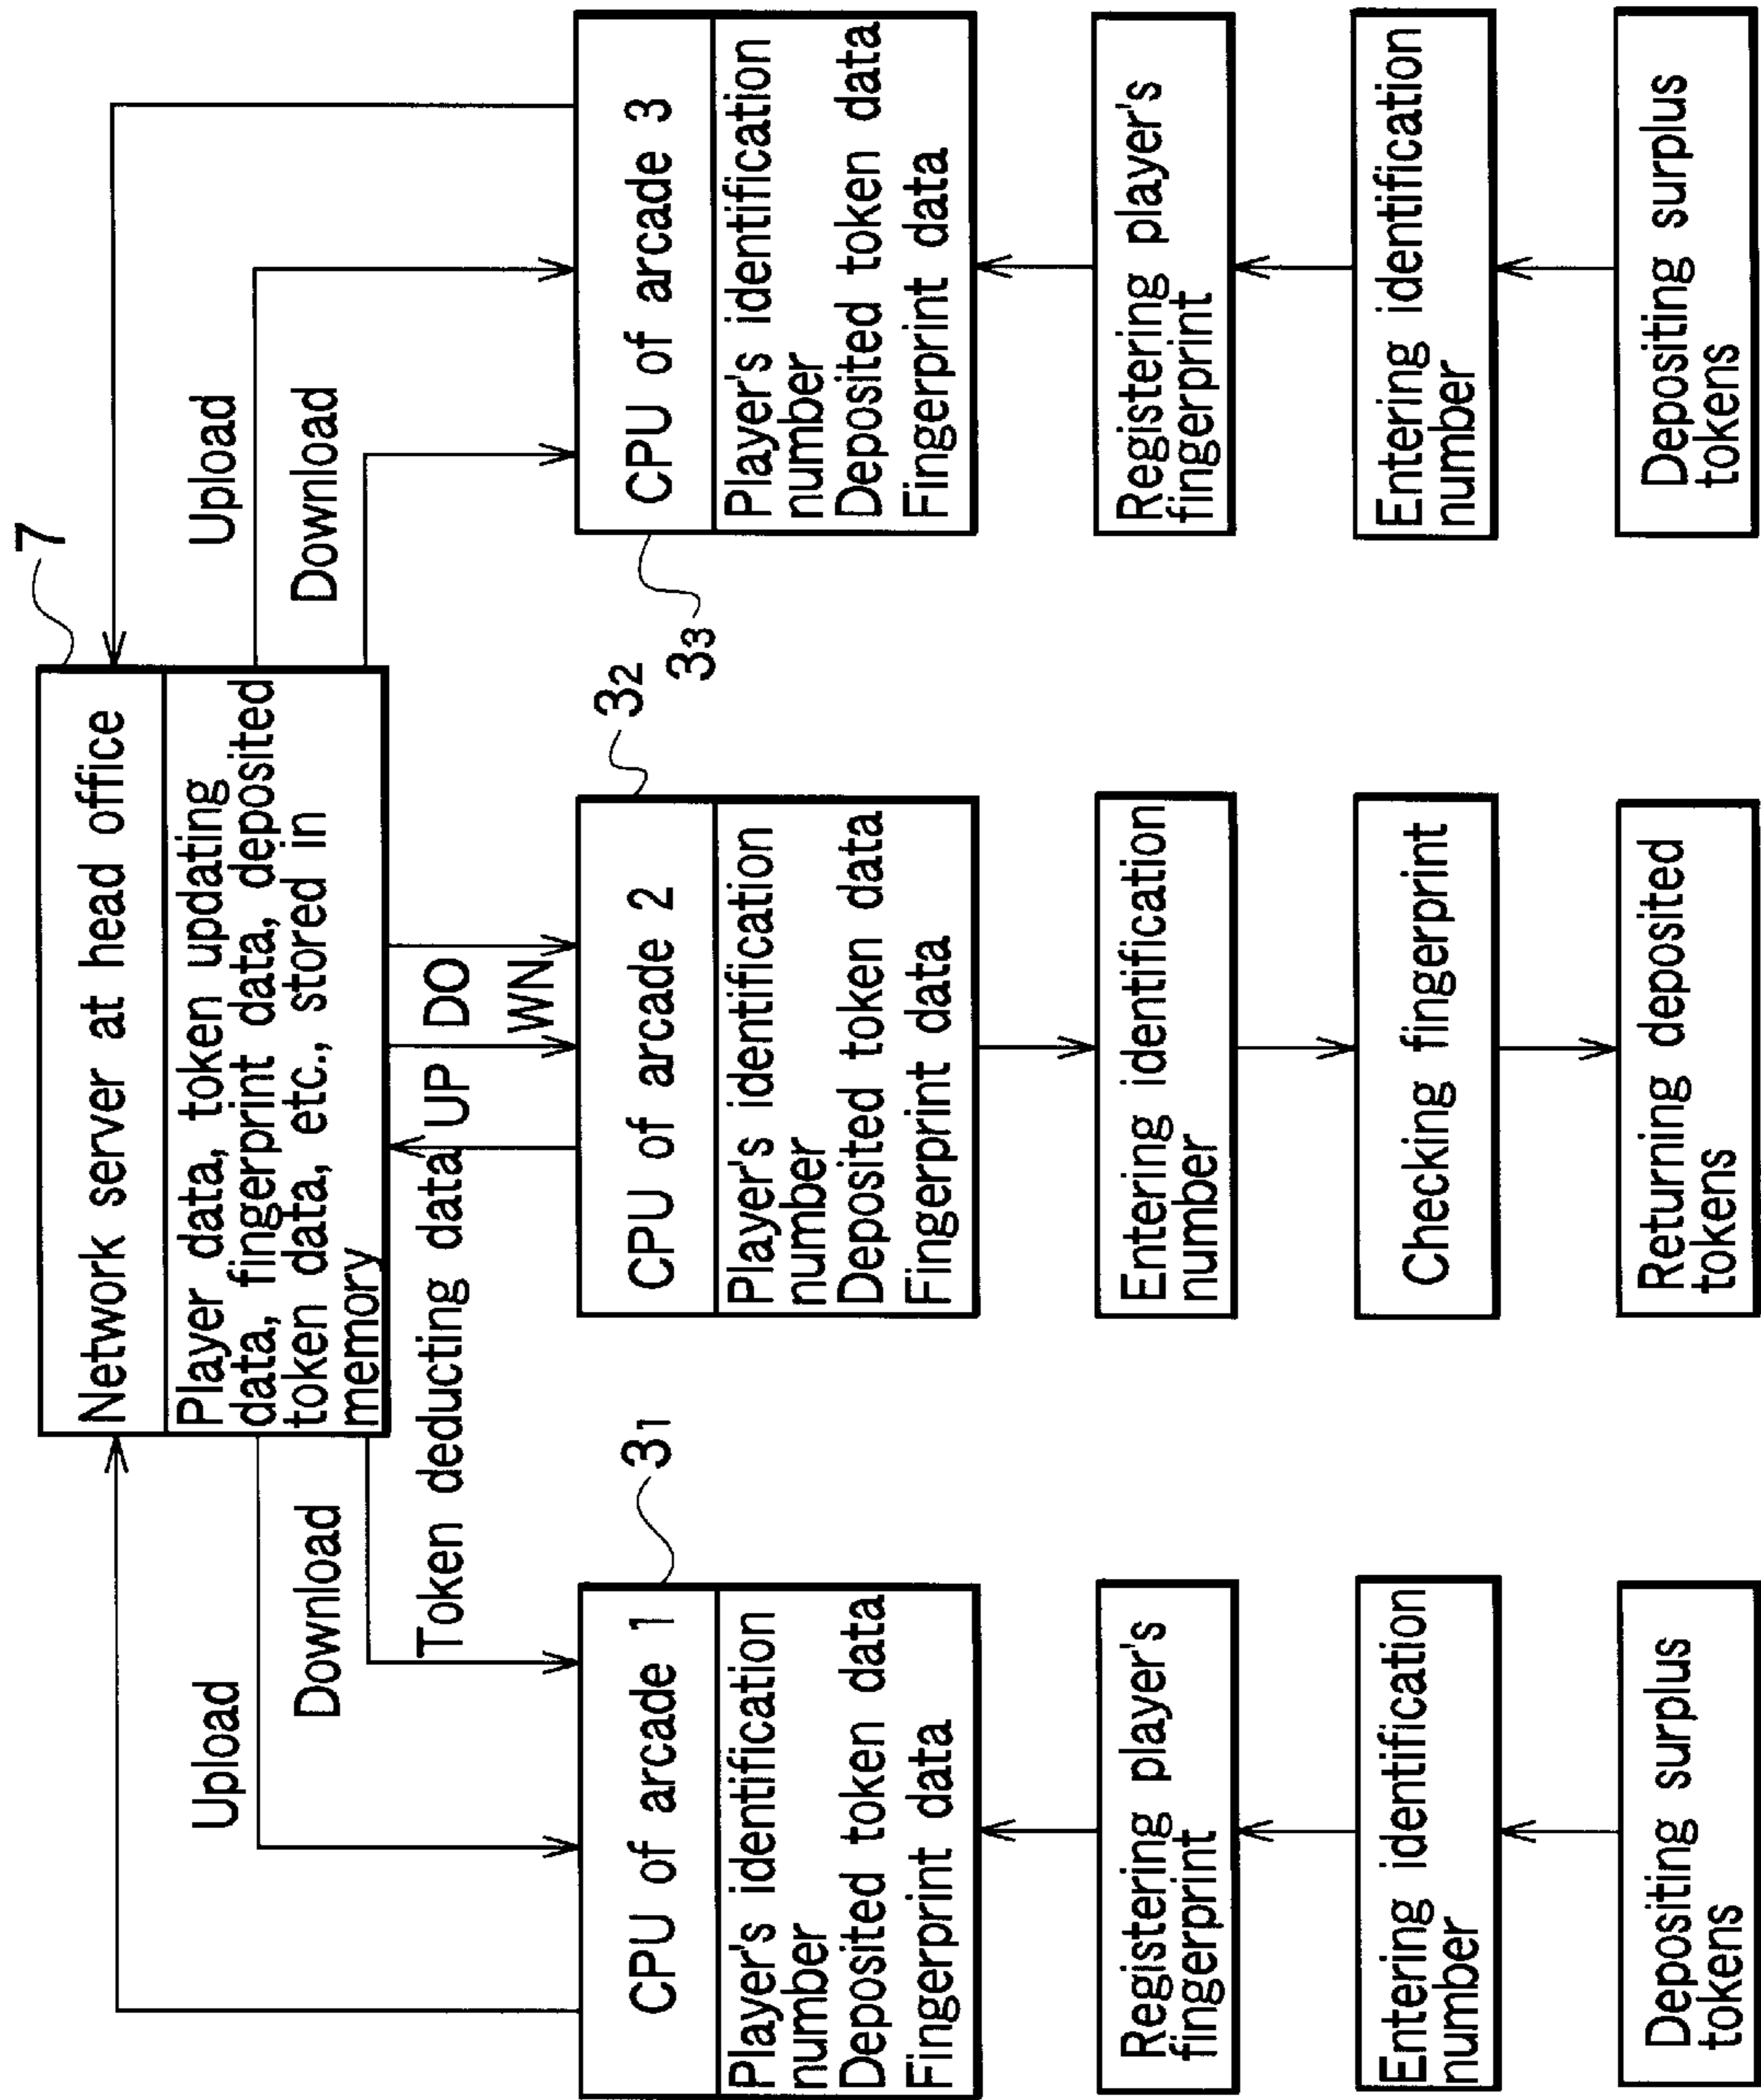 7
Network server at head office
Player data, token updating
data, fingerprint data, deposited
token data, etc., stored in
memory
Upload
Download
Token deducting data
UP
DO
WN
Upload
Download
3₁
CPU of arcade 1
Player's identification
number
Deposited token data
Fingerprint data
Registering player's
fingerprint
Entering identification
number
Depositing surplus
tokens
3₂
CPU of arcade 2
Player's identification
number
Deposited token data
Fingerprint data
Entering identification
number
Checking fingerprint
Returning deposited
tokens
3₃
CPU of arcade 3
Player's identification
number
Deposited token data
Fingerprint data
Registering player's
fingerprint
Entering identification
number
Depositing surplus
tokens